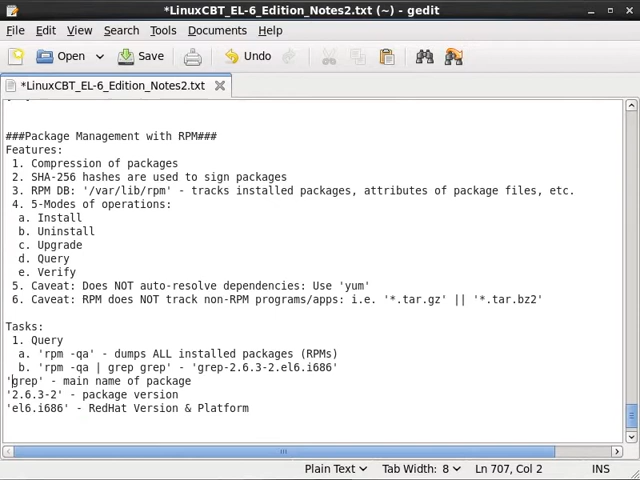 *LinuxCBT_EL-6_Edition_Notes2.txt (~) - gedit
File Edit View Search Tools Documents Help
Open Save Undo
*LinuxCBT_EL-6_Edition_Notes2.txt
###Package Management with RPM###
Features:
1. Compression of packages
2. SHA-256 hashes are used to sign packages
3. RPM DB: '/var/lib/rpm' - tracks installed packages, attributes of package files, etc.
4. 5-Modes of operations:
a. Install
b. Uninstall
c. Upgrade
d. Query
e. Verify
5. Caveat: Does NOT auto-resolve dependencies: Use 'yum'
6. Caveat: RPM does NOT track non-RPM programs/apps: i.e. '*.tar.gz' || '*.tar.bz2'
Tasks:
1. Query
a. 'rpm -qa' - dumps ALL installed packages (RPMs)
b. 'rpm -qa | grep grep' - 'grep-2.6.3-2.el6.i686'
'grep' - main name of package
'2.6.3-2' - package version
'el6.i686' - RedHat Version & Platform
Plain Text Tab Width: 8 Ln 707, Col 2 INS